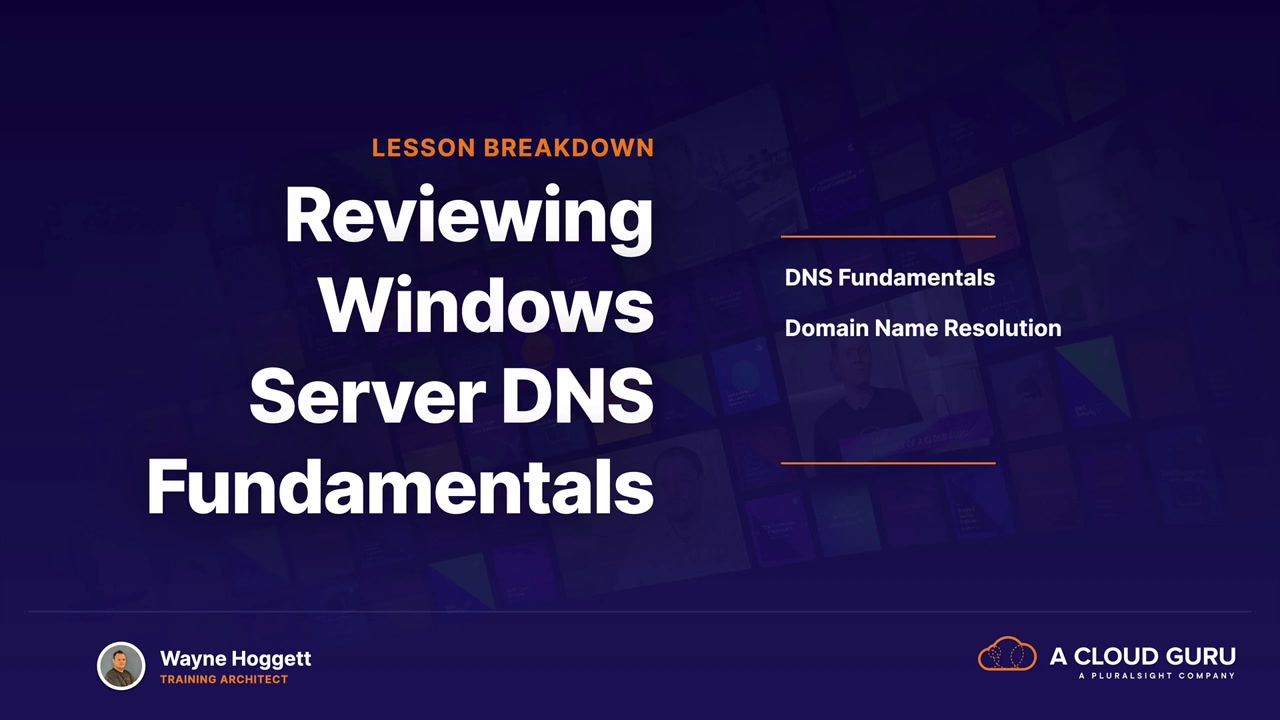 LESSON BREAKDOWN
Reviewing
Windows
Server DNS
Fundamentals
DNS Fundamentals
Domain Name Resolution
Wayne Hoggett
TRAINING ARCHITECT
A CLOUD GURU
A PLURALSIGHT COMPANY